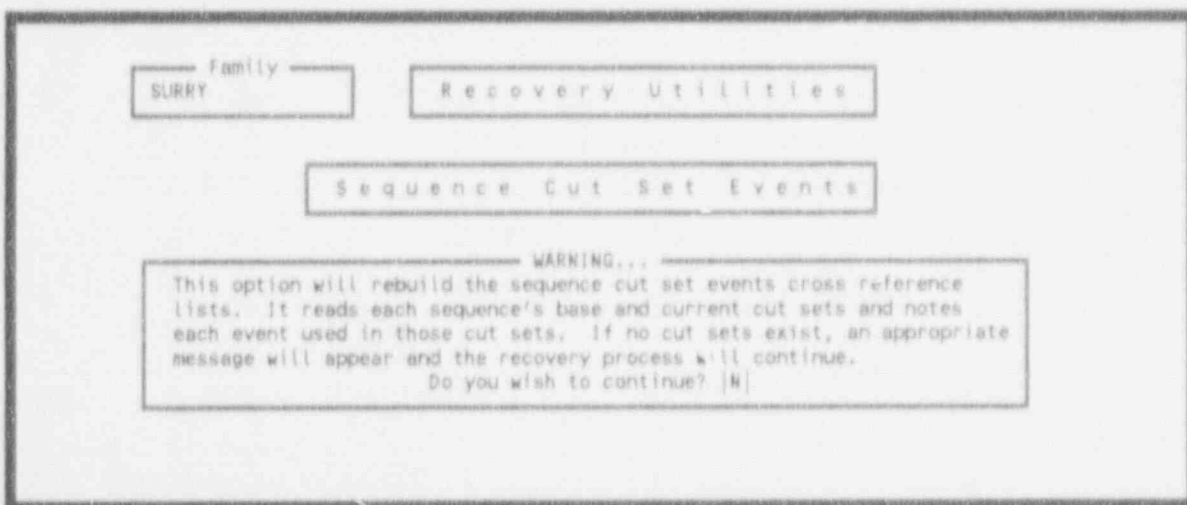 Family
SURRY
Recovery Utilities
Sequence Cut Set Events
WARNING...
This option will rebuild the sequence cut set events cross reference
lists. It reads each sequence's base and current cut sets and notes
each event used in those cut sets. If no cut sets exist, an appropriate
message will appear and the recovery process will continue.
Do you wish to continue? |N|